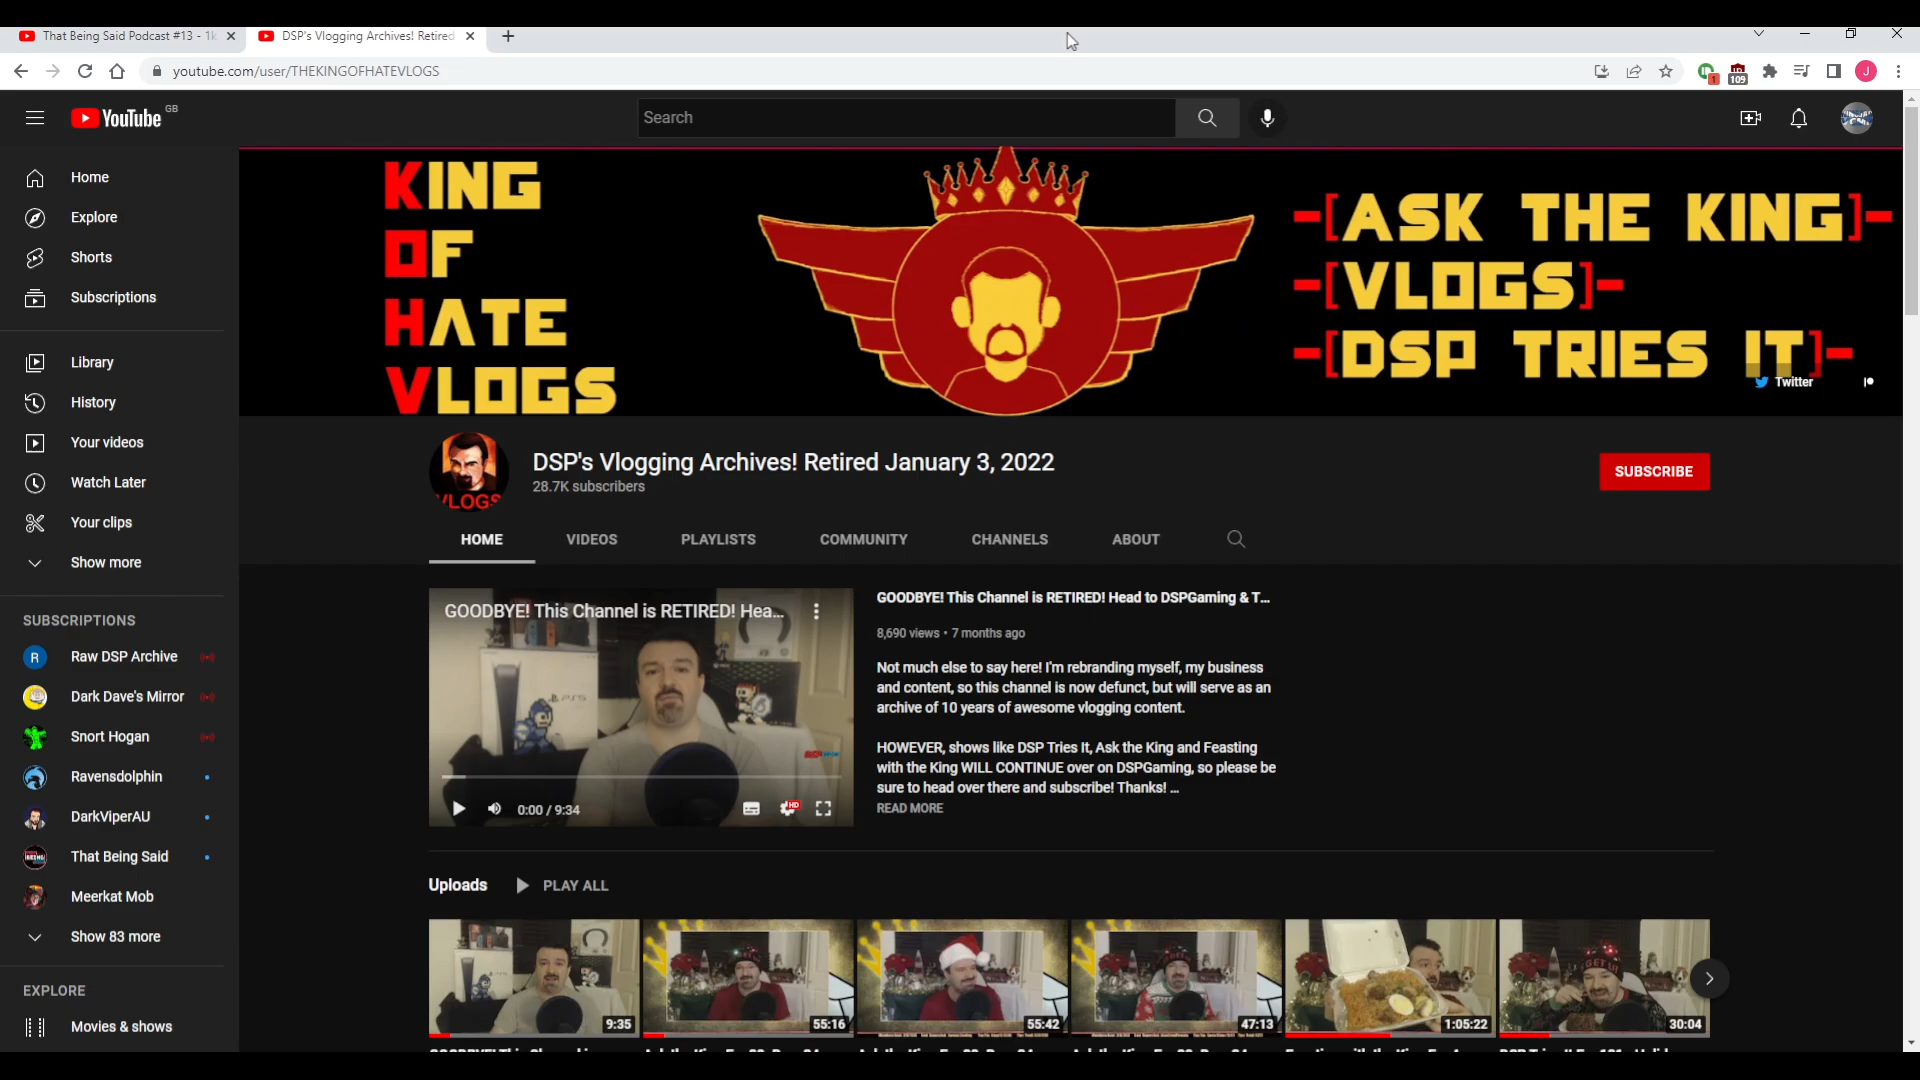 That Being Said Podcast #13 - 1k
DSP's Vlogging Archives! Retired
youtube.com/user/THEKINGOFHATEVLOGS
1
109
J
YouTube GB
Search
Home
Explore
Shorts
Subscriptions
Library
History
Your videos
Watch Later
Your clips
Show more
SUBSCRIPTIONS
R
Raw DSP Archive
Dark Dave's Mirror
Snort Hogan
Ravensdolphin
DarkViperAU
That Being Said
Meerkat Mob
Show 83 more
EXPLORE
Movies & shows
KING
OF
HATE
VLOGS
-[ASK THE KING]-
-[VLOGS]-
-[DSP TRIES IT]-
Twitter
VLOGS
DSP's Vlogging Archives! Retired January 3, 2022
28.7K subscribers
SUBSCRIBE
HOME
VIDEOS
PLAYLISTS
COMMUNITY
CHANNELS
ABOUT
GOODBYE! This Channel is RETIRED! Hea...
0:00 / 9:34
HD
GOODBYE! This Channel is RETIRED! Head to DSPGaming & T...
8,690 views • 7 months ago
Not much else to say here! I'm rebranding myself, my business
and content, so this channel is now defunct, but will serve as an
archive of 10 years of awesome vlogging content.
HOWEVER, shows like DSP Tries It, Ask the King and Feasting
with the King WILL CONTINUE over on DSPGaming, so please be
sure to head over there and subscribe! Thanks! ...
READ MORE
Uploads
PLAY ALL
9:35
55:16
55:42
47:13
1:05:22
30:04